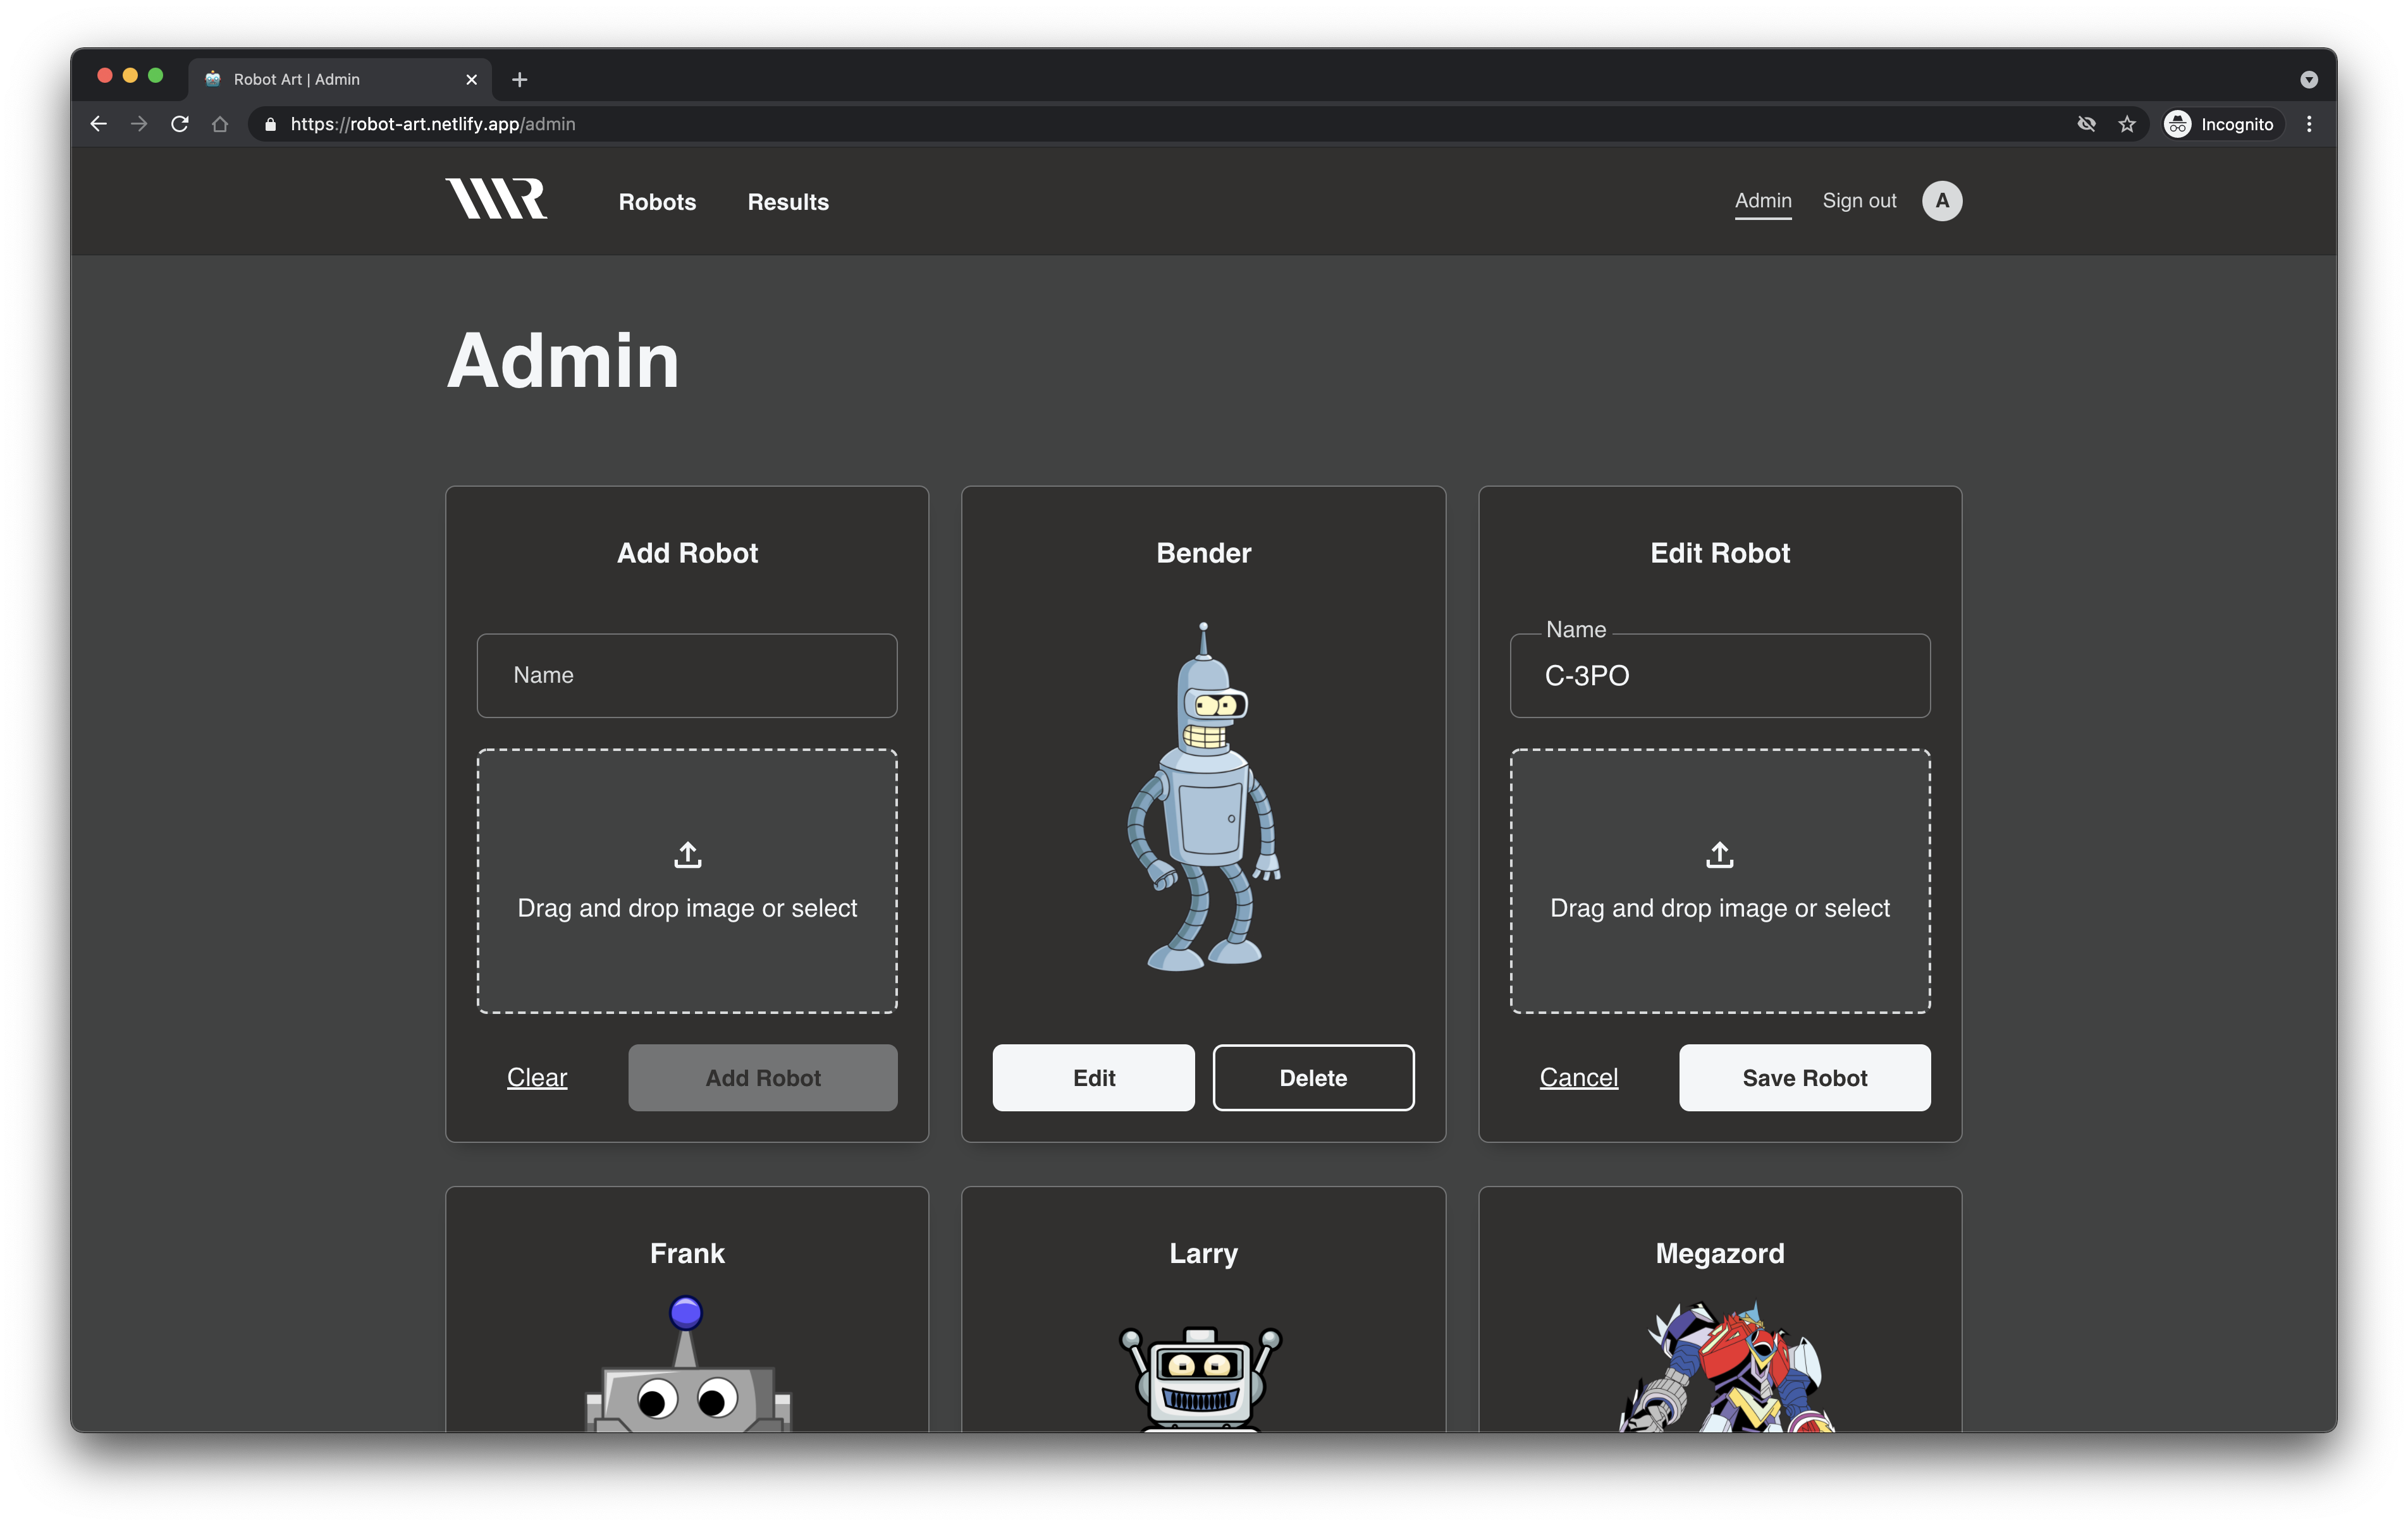 Robot Art | Admin
https://robot-art.netlify.app/admin
Incognito
Robots
Results
Admin
Sign out
A
Admin
Add Robot
Name
Drag and drop image or select
Clear
Add Robot
Bender
Edit
Delete
Edit Robot
Name
C-3PO
Drag and drop image or select
Cancel
Save Robot
Frank
Larry
Megazord